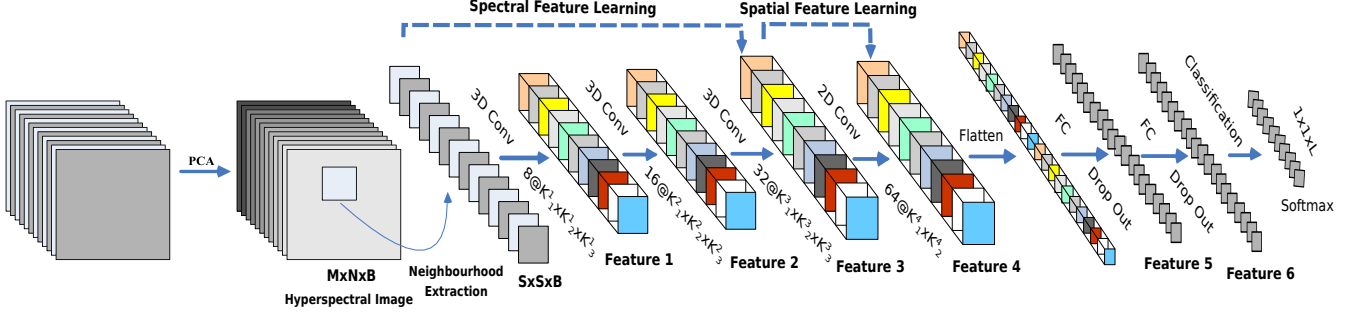 Spectral Feature Learning
Spatial Feature Learning
PCA
MxNxB
Hyperspectral Image
Neighbourhood
Extraction
SxSxB
3D Conv
8@K¹₁xK¹₂xK¹₃
Feature 1
3D Conv
16@K²₁xK²₂xK²₃
Feature 2
3D Conv
32@K³₁xK³₂xK³₃
Feature 3
2D Conv
64@K⁴₁xK⁴₂
Feature 4
Flatten
FC
Drop Out
Feature 5
FC
Drop Out
Feature 6
Classification
1x1xL
Softmax